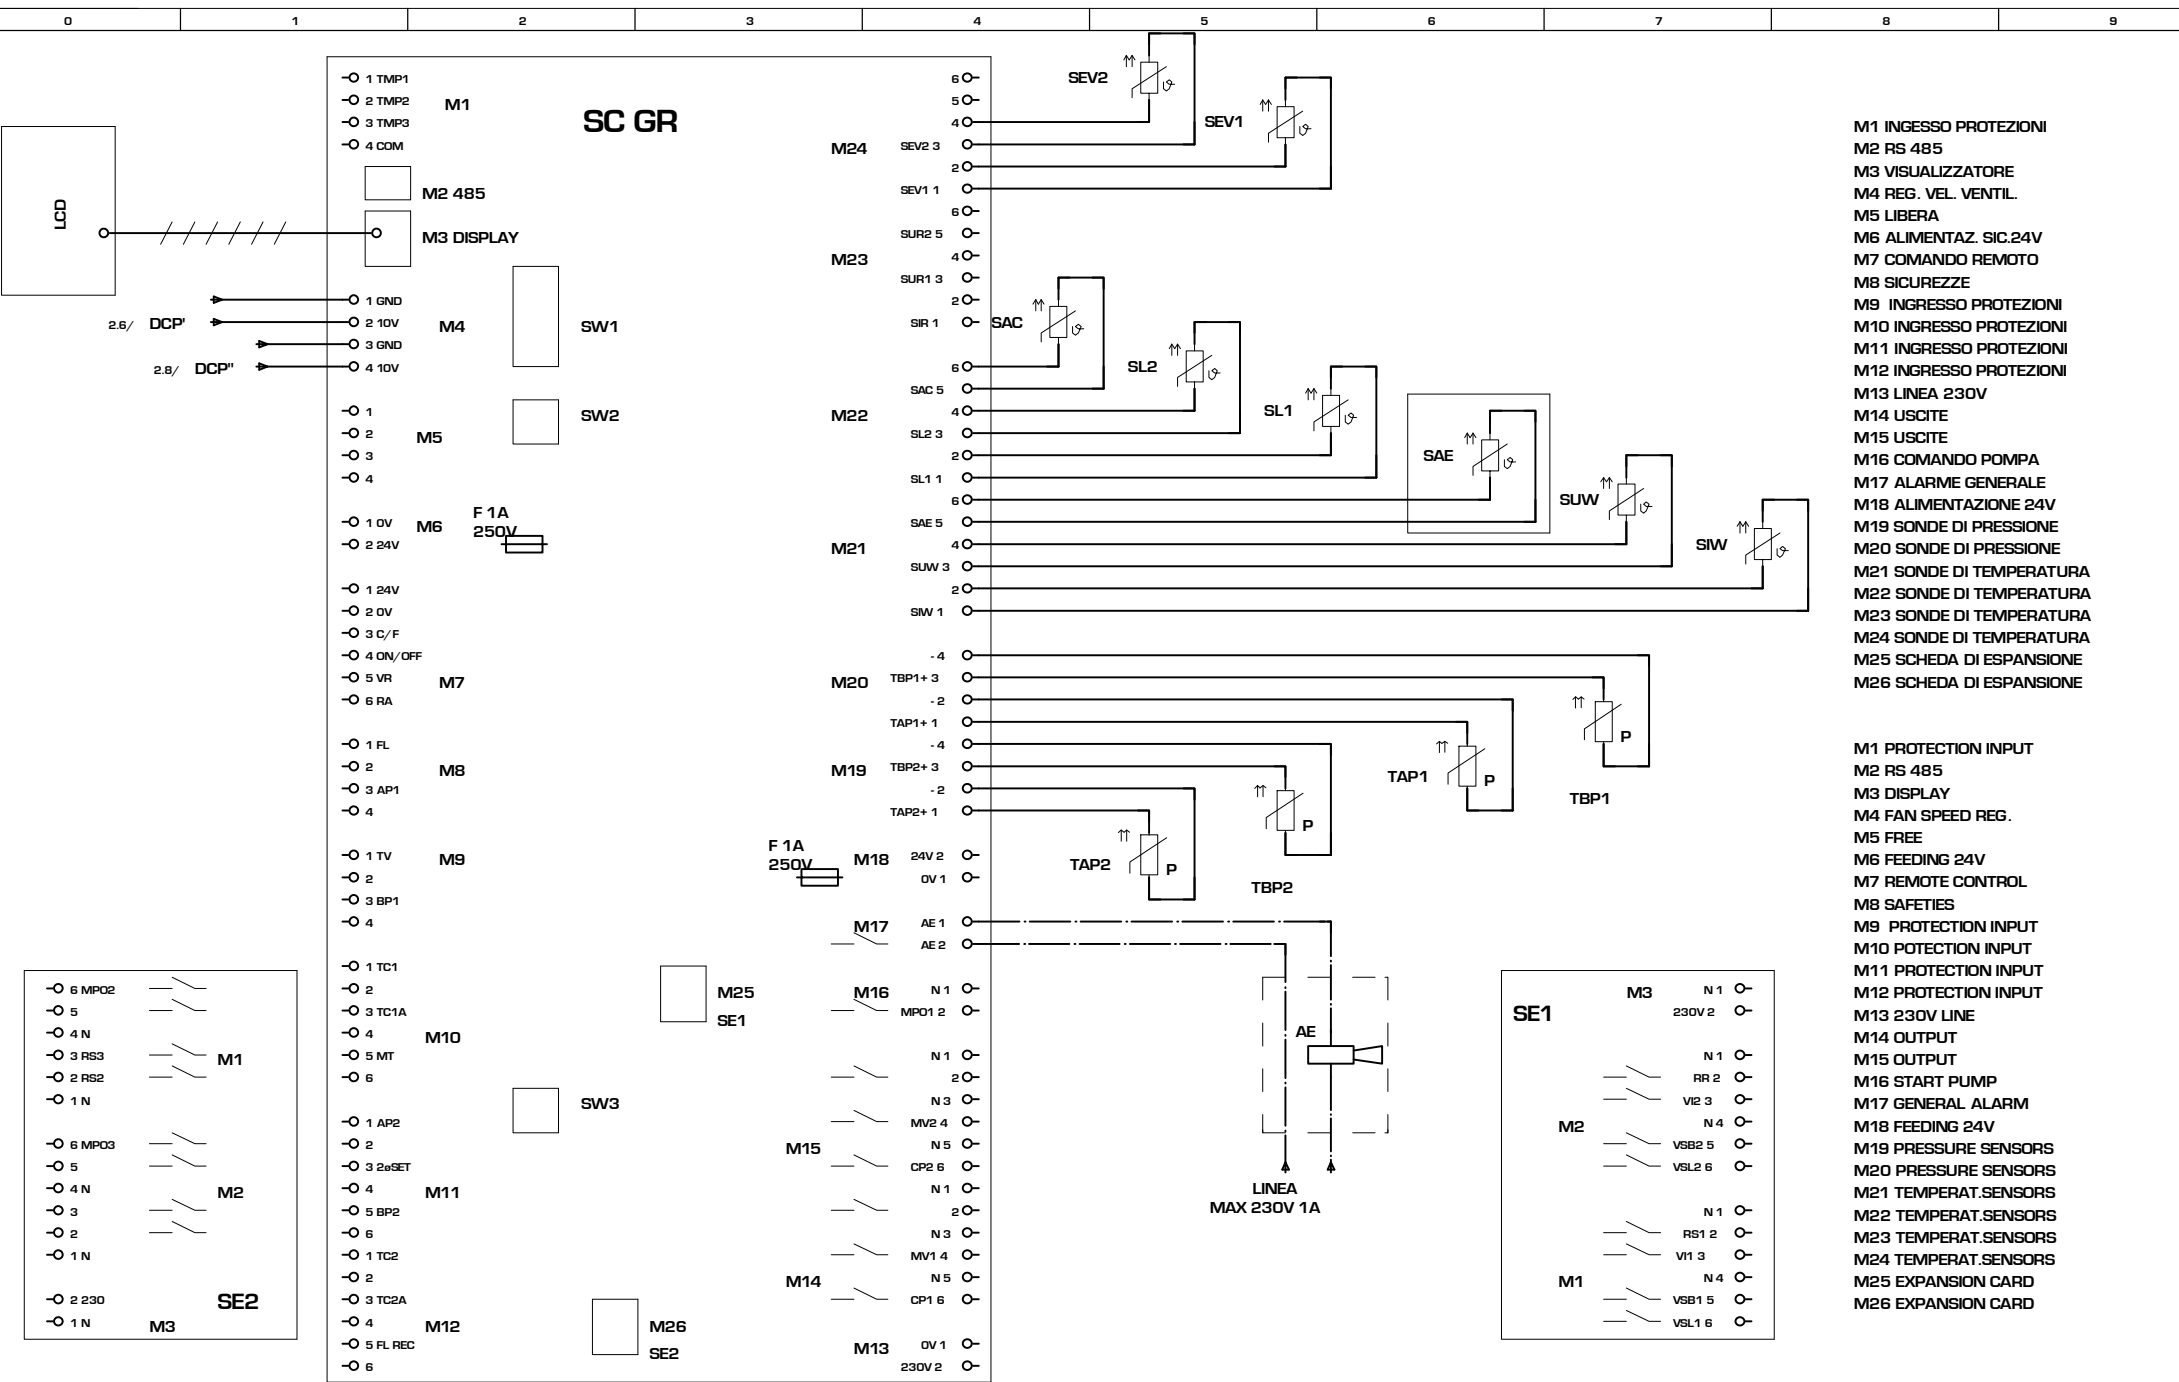 0 1 2 3 4 5 6 7 8 9
SC GR
LCD
1 TMP1
2 TMP2
3 TMP3
4 COM
M1
M2 485
M3 DISPLAY
1 GND
2 10V
3 GND
4 10V
M4
2.6/ DCP'
2.8/ DCP"
SW1
SW2
1
2
3
4
M5
1 0V
2 24V
M6
F 1A
250V
1 24V
2 0V
3 C/F
4 ON/OFF
5 VR
6 RA
M7
1 FL
2
3 AP1
4
M8
1 TV
2
3 BP1
4
M9
1 TC1
2
3 TC1A
4
5 MT
6
M10
1 AP2
2
3 2øSET
4
5 BP2
6
M11
1 TC2
2
3 TC2A
4
5 FL REC
6
M12
SW3
M25
SE1
M26
SE2
6
5
4
SEV2 3
2
SEV1 1
M24
6
SUR2 5
4
SUR1 3
2
SIR 1
M23
6
SAC 5
4
SL2 3
2
SL1 1
M22
6
SAE 5
4
SUW 3
2
SIW 1
M21
- 4
TBP1+ 3
- 2
TAP1+ 1
M20
- 4
TBP2+ 3
- 2
TAP2+ 1
M19
F 1A
250V
M18
24V 2
0V 1
M17
AE 1
AE 2
M16
N 1
MPO1 2
N 1
2
N 3
MV2 4
N 5
CP2 6
M15
N 1
2
N 3
MV1 4
N 5
CP1 6
M14
M13
0V 1
230V 2
SEV2
SEV1
SAC
SL2
SL1
SAE
SUW
SIW
TBP1
P
TAP1
P
TBP2
P
TAP2
P
AE
LINEA
MAX 230V 1A
6 MPO2
5
4 N
3 RS3
2 RS2
1 N
M1
6 MPO3
5
4 N
3
2
1 N
M2
2 230
1 N
M3
SE2
SE1
M3
N 1
230V 2
N 1
RR 2
VI2 3
N 4
VSB2 5
VSL2 6
M2
N 1
RS1 2
VI1 3
N 4
VSB1 5
VSL1 6
M1
M1 INGESSO PROTEZIONI
M2 RS 485
M3 VISUALIZZATORE
M4 REG. VEL. VENTIL.
M5 LIBERA
M6 ALIMENTAZ. SIC.24V
M7 COMANDO REMOTO
M8 SICUREZZE
M9 INGRESSO PROTEZIONI
M10 INGRESSO PROTEZIONI
M11 INGRESSO PROTEZIONI
M12 INGRESSO PROTEZIONI
M13 LINEA 230V
M14 USCITE
M15 USCITE
M16 COMANDO POMPA
M17 ALARME GENERALE
M18 ALIMENTAZIONE 24V
M19 SONDE DI PRESSIONE
M20 SONDE DI PRESSIONE
M21 SONDE DI TEMPERATURA
M22 SONDE DI TEMPERATURA
M23 SONDE DI TEMPERATURA
M24 SONDE DI TEMPERATURA
M25 SCHEDA DI ESPANSIONE
M26 SCHEDA DI ESPANSIONE
M1 PROTECTION INPUT
M2 RS 485
M3 DISPLAY
M4 FAN SPEED REG.
M5 FREE
M6 FEEDING 24V
M7 REMOTE CONTROL
M8 SAFETIES
M9 PROTECTION INPUT
M10 POTECTION INPUT
M11 PROTECTION INPUT
M12 PROTECTION INPUT
M13 230V LINE
M14 OUTPUT
M15 OUTPUT
M16 START PUMP
M17 GENERAL ALARM
M18 FEEDING 24V
M19 PRESSURE SENSORS
M20 PRESSURE SENSORS
M21 TEMPERAT.SENSORS
M22 TEMPERAT.SENSORS
M23 TEMPERAT.SENSORS
M24 TEMPERAT.SENSORS
M25 EXPANSION CARD
M26 EXPANSION CARD